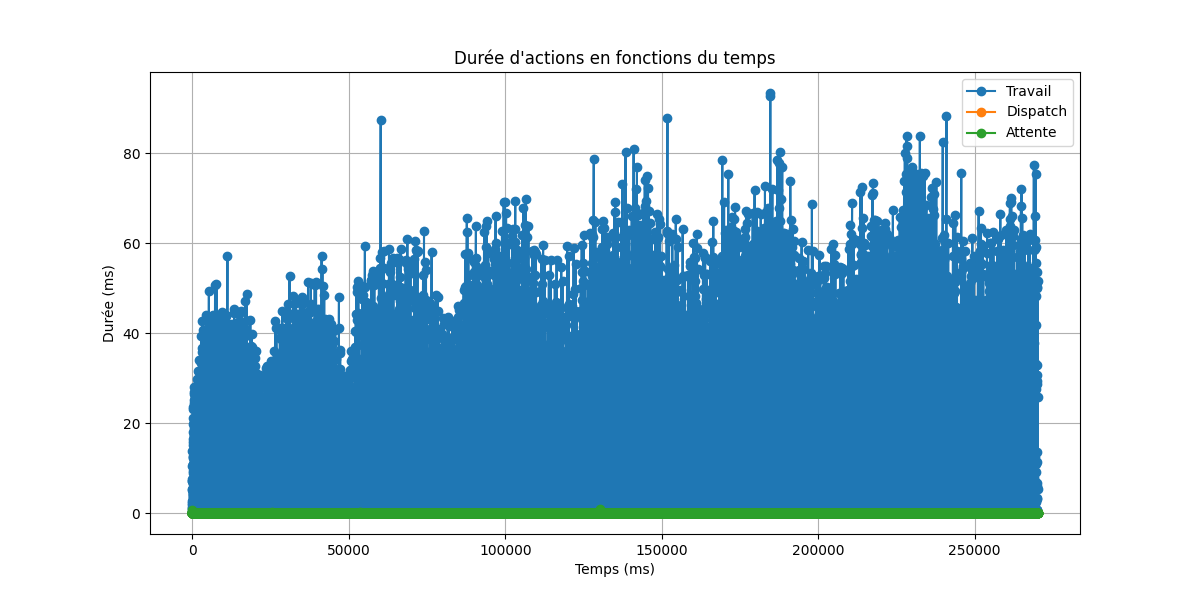 Durée d'actions en fonctions du temps
Travail
Dispatch
Attente
Durée (ms)
80
60
40
20
0
0 50000 100000 150000 200000 250000
Temps (ms)